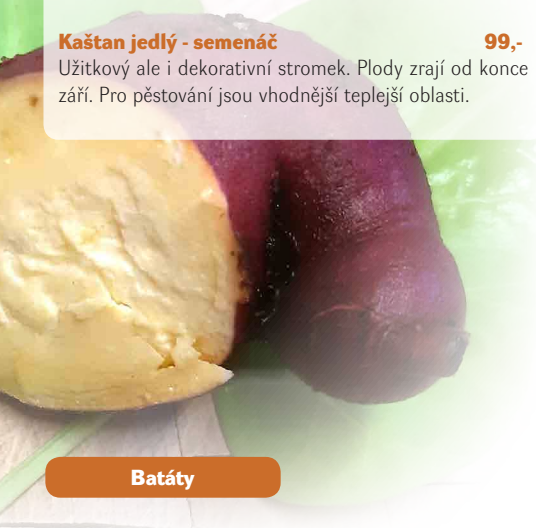 Kaštan jedlý - semenáč 99,-
Užitkový ale i dekorativní stromek. Plody zrají od konce
září. Pro pěstování jsou vhodnější teplejší oblasti.
Batáty